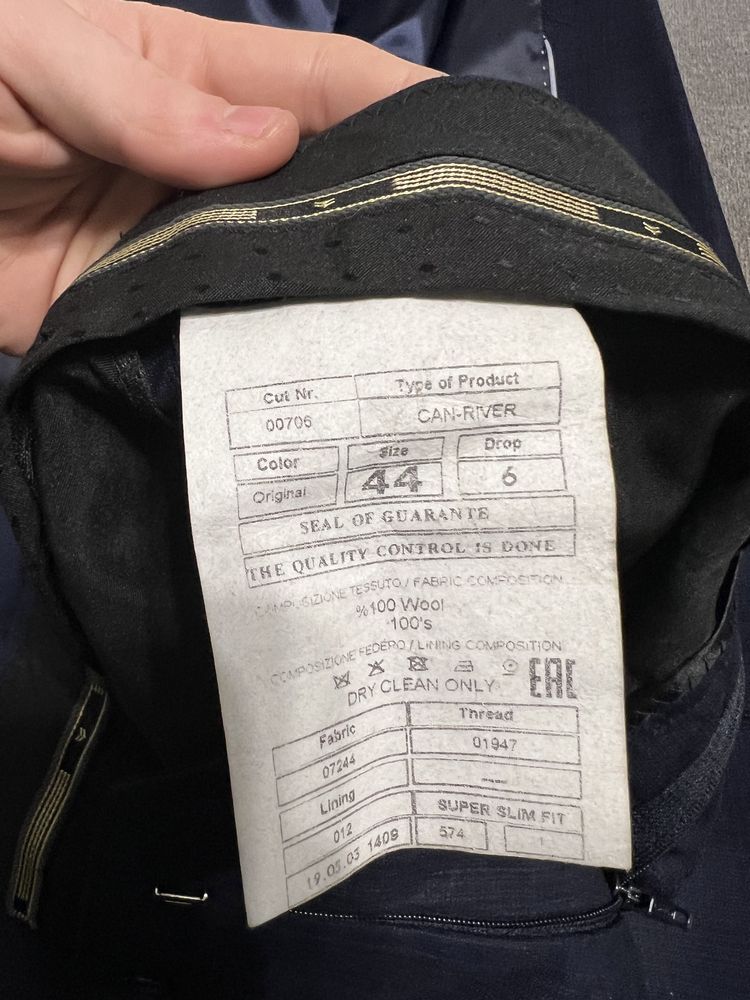 Cut Nr.
Type of Product
00706
CAN-RIVER
Color
Size
Drop
Original
44
6
SEAL OF GUARANTE
THE QUALITY CONTROL IS DONE
COMPOSIZIONE TESSUTO / FABRIC COMPOSITION
%100 Wool
100's
COMPOSIZIONE FEDERO / LINING COMPOSITION
EAC
DRY CLEAN ONLY
Fabric
Thread
07244
01947
Lining
SUPER SLIM FIT
012
574
1
19.05.03 1409